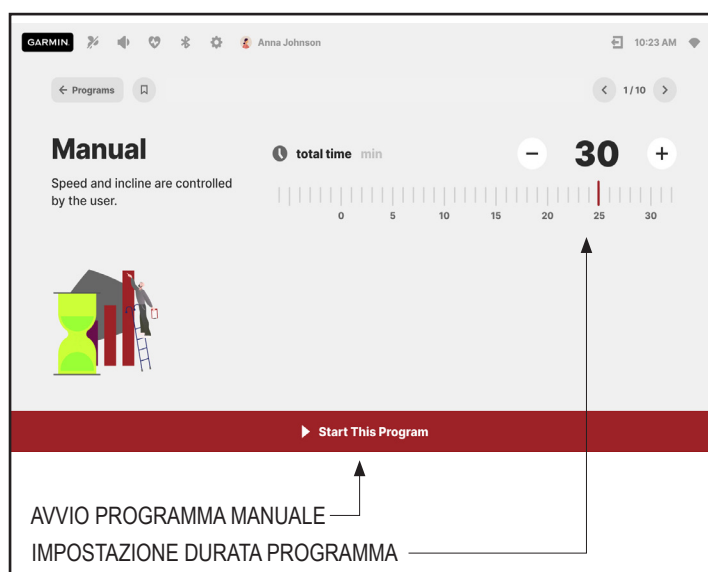 GARMIN Anna Johnson 10:23 AM
Programs 1 / 10
Manual
total time min 30
Speed and incline are controlled
by the user.
0 5 10 15 20 25 30
Start This Program
AVVIO PROGRAMMA MANUALE
IMPOSTAZIONE DURATA PROGRAMMA